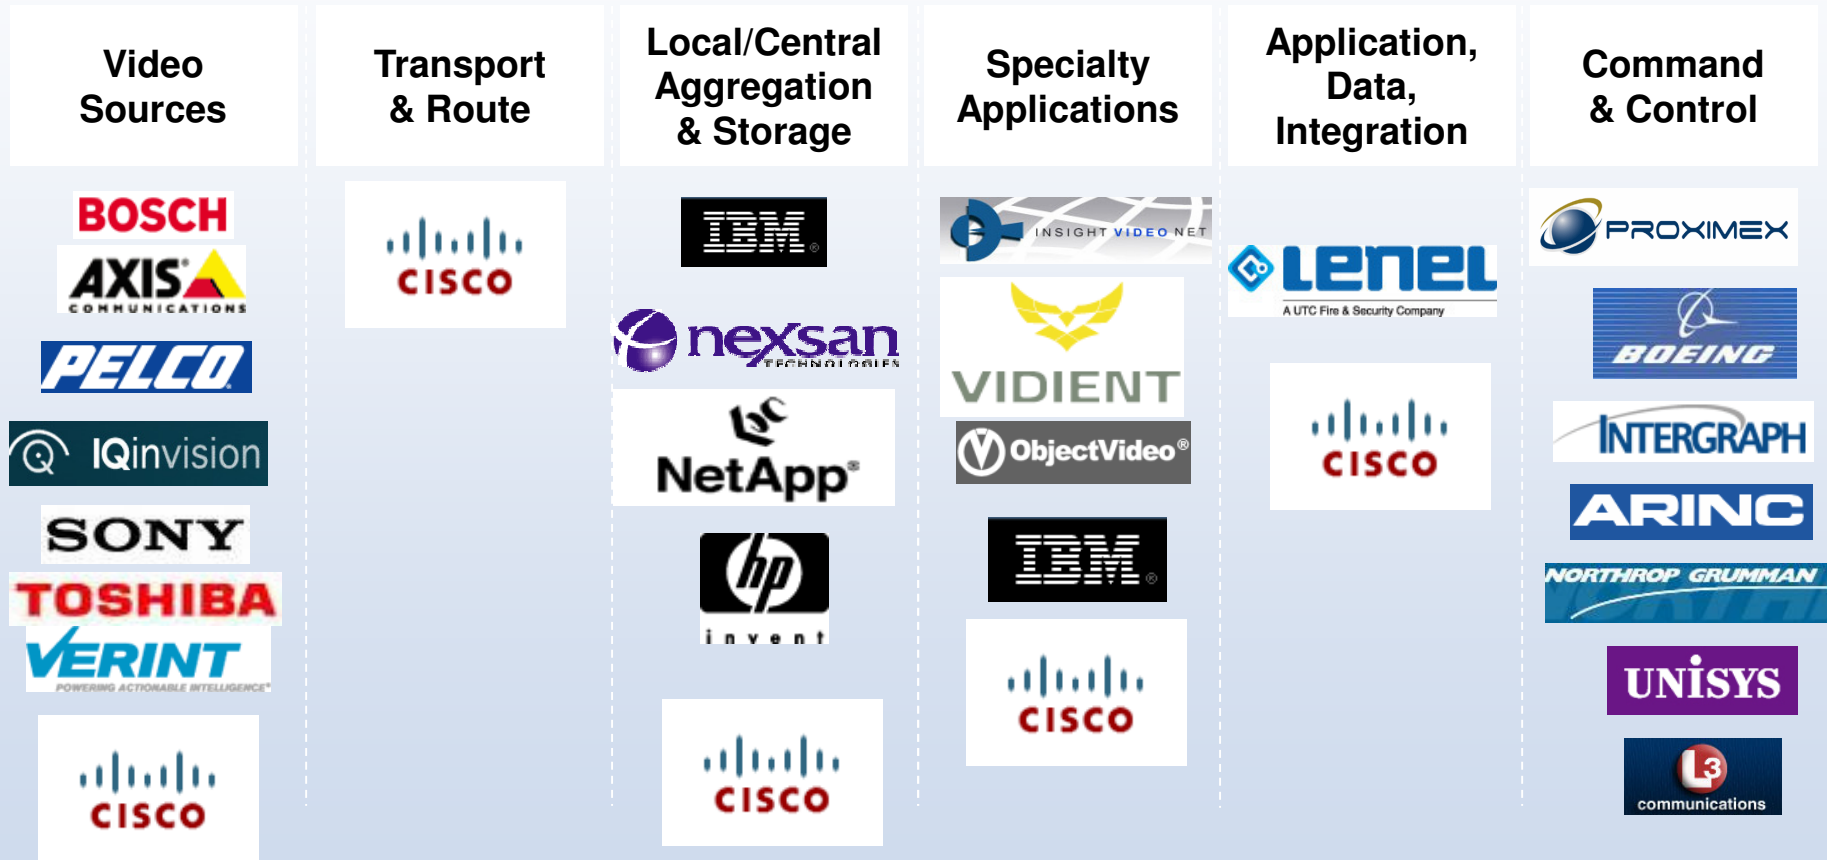 Video
Sources
Transport
& Route
Local/Central
Aggregation
& Storage
Specialty
Applications
Application,
Data,
Integration
Command
& Control
BOSCH
AXIS
COMMUNICATIONS
PELCO
IQinvision
SONY
TOSHIBA
VERINT
POWERING ACTIONABLE INTELLIGENCE®
CISCO
CISCO
IBM®
nexsan
TECHNOLOGIES
NetApp®
hp
invent
CISCO
INSIGHT VIDEO NET
VIDIENT
ObjectVideo®
IBM®
CISCO
LENEL
A UTC Fire & Security Company
CISCO
PROXIMEX
BOEING
INTERGRAPH
ARINC
NORTHROP GRUMMAN
UNISYS
L3
communications